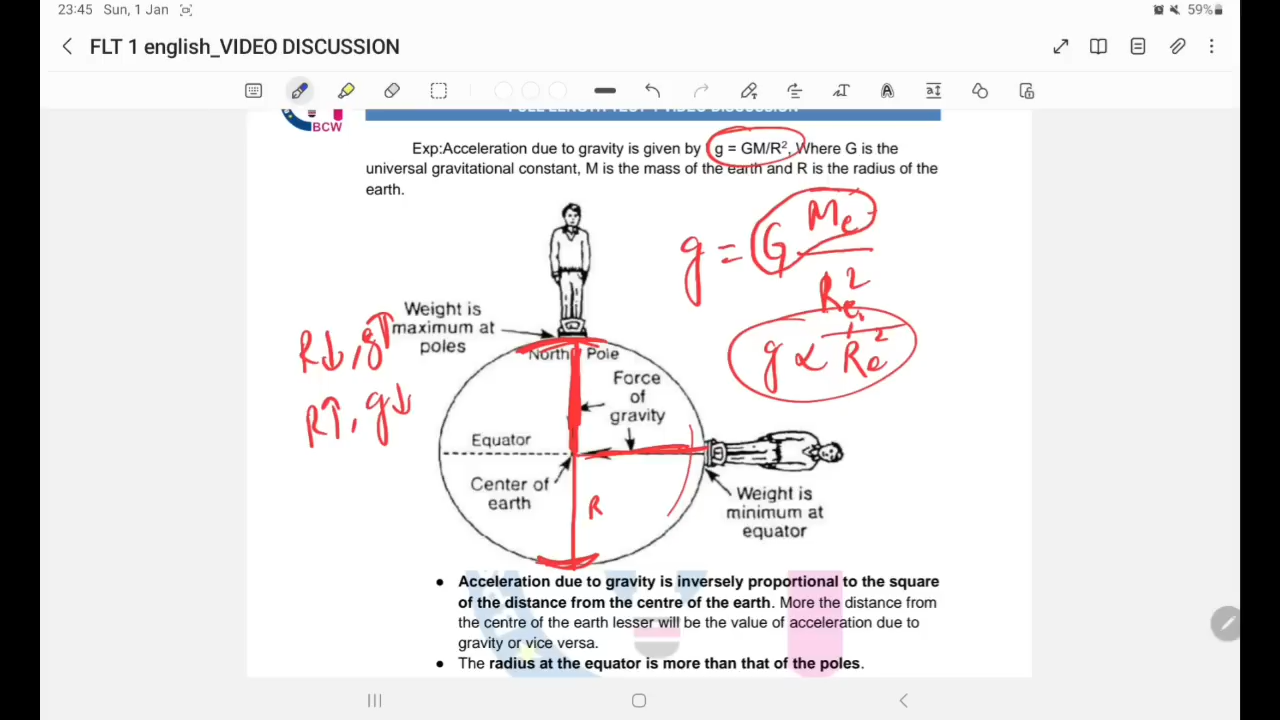 23:45 Sun, 1 Jan
59%
FLT 1 english_VIDEO DISCUSSION
FULL LENGTH TEST 1 VIDEO DISCUSSION
BCW
Exp:Acceleration due to gravity is given by g = GM/R², Where G is the
universal gravitational constant, M is the mass of the earth and R is the radius of the
earth.
g = G Me
Re²
Weight is
maximum at
poles
R↓, g↑
North Pole
g ∝ 1
Re²
Force
of
gravity
R↑, g↓
Equator
Center of
earth
R
Weight is
minimum at
equator
• Acceleration due to gravity is inversely proportional to the square
of the distance from the centre of the earth. More the distance from
the centre of the earth lesser will be the value of acceleration due to
gravity or vice versa.
• The radius at the equator is more than that of the poles.